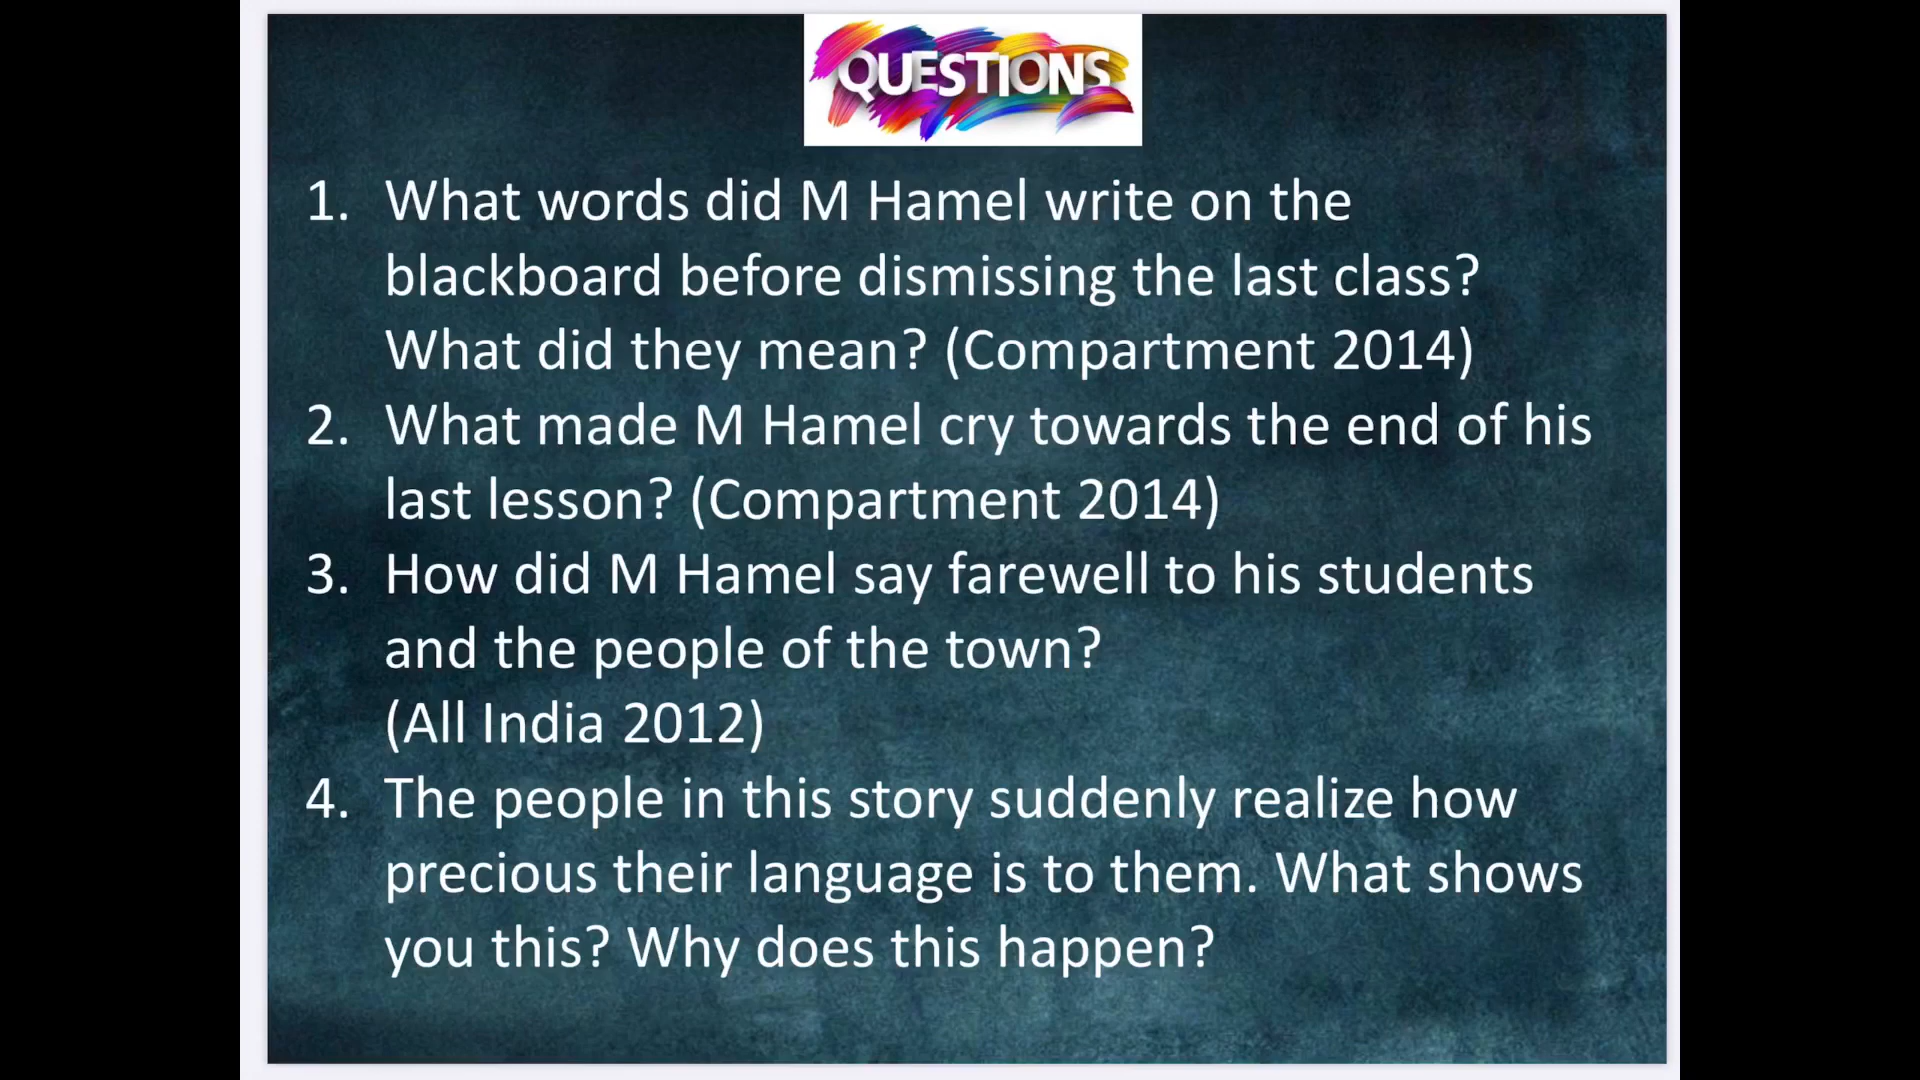 QUESTIONS
1. What words did M Hamel write on the
blackboard before dismissing the last class?
What did they mean? (Compartment 2014)
2. What made M Hamel cry towards the end of his
last lesson? (Compartment 2014)
3. How did M Hamel say farewell to his students
and the people of the town?
(All India 2012)
4. The people in this story suddenly realize how
precious their language is to them. What shows
you this? Why does this happen?